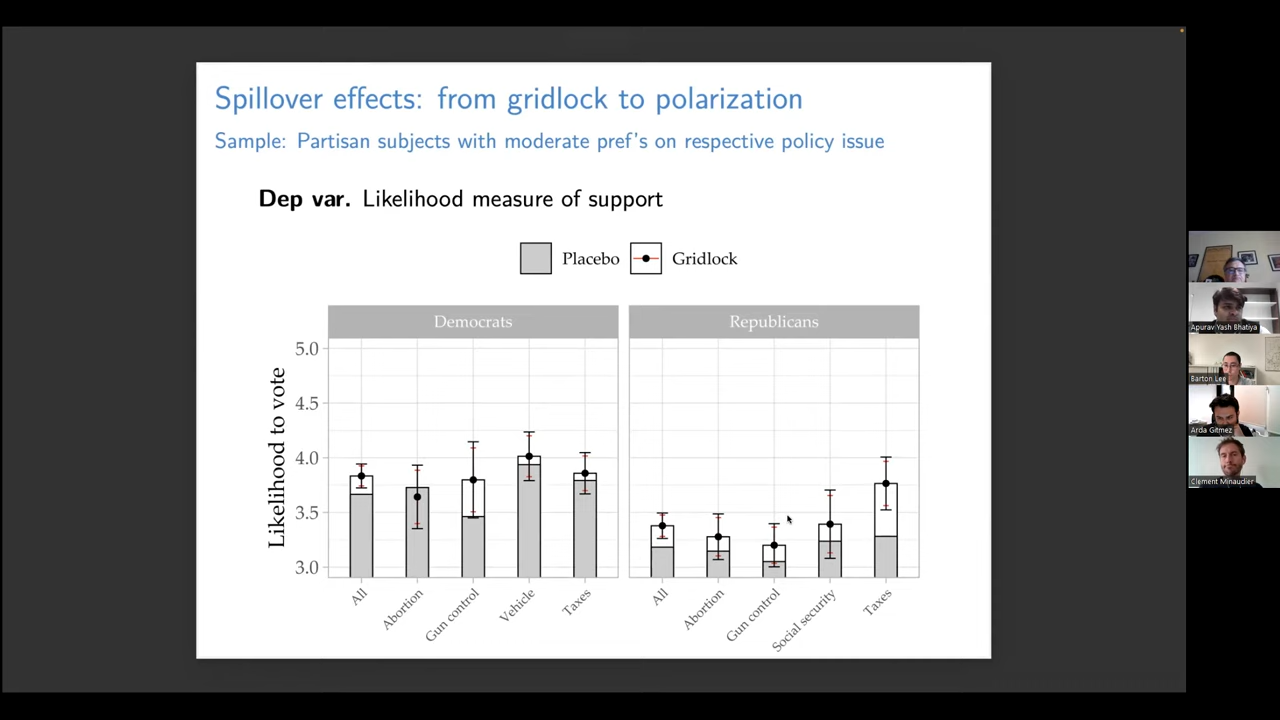 Spillover effects: from gridlock to polarization
Sample: Partisan subjects with moderate pref's on respective policy issue
Dep var. Likelihood measure of support
Placebo Gridlock
Democrats Republicans
Likelihood to vote
5.0
4.5
4.0
3.5
3.0
All Abortion Gun control Vehicle Taxes
All Abortion Gun control Social security Taxes
Apurav Yash Bhatiya
Barton Lee
Arda Gitmez
Clement Minaudier